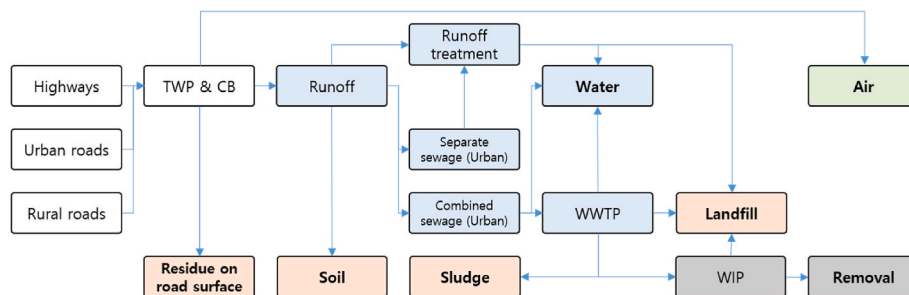 Runoff
treatment
Highways
TWP & CB
Runoff
Water
Air
Urban roads
Separate
sewage (Urban)
Rural roads
Combined
sewage (Urban)
WWTP
Landfill
Residue on
road surface
Soil
Sludge
WIP
Removal